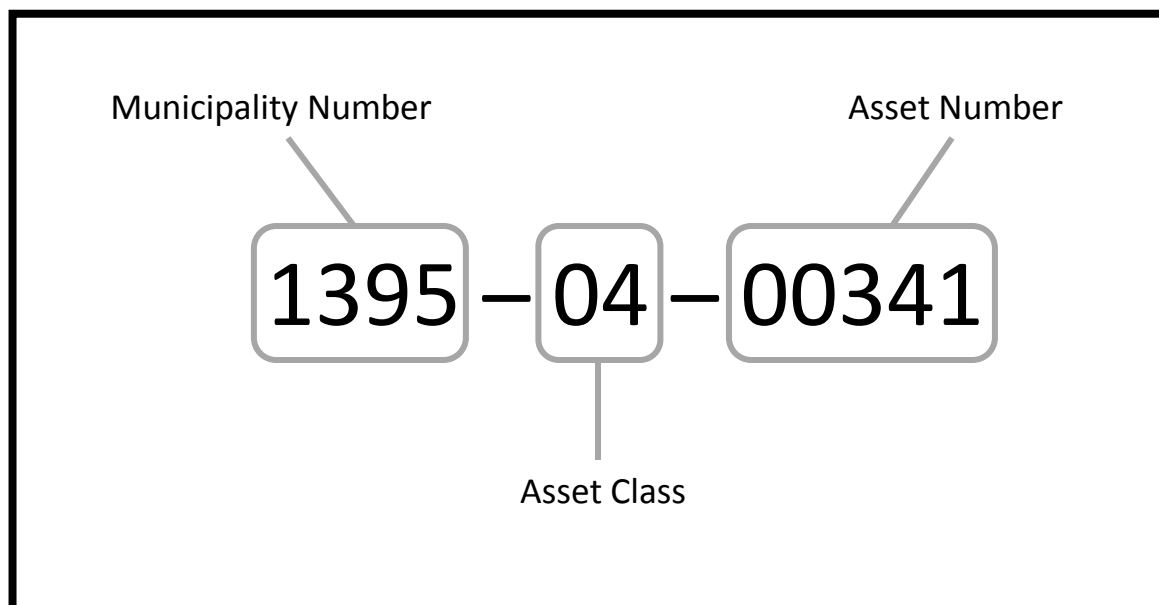 Municipality Number Asset Number
1395 – 04 – 00341
Asset Class